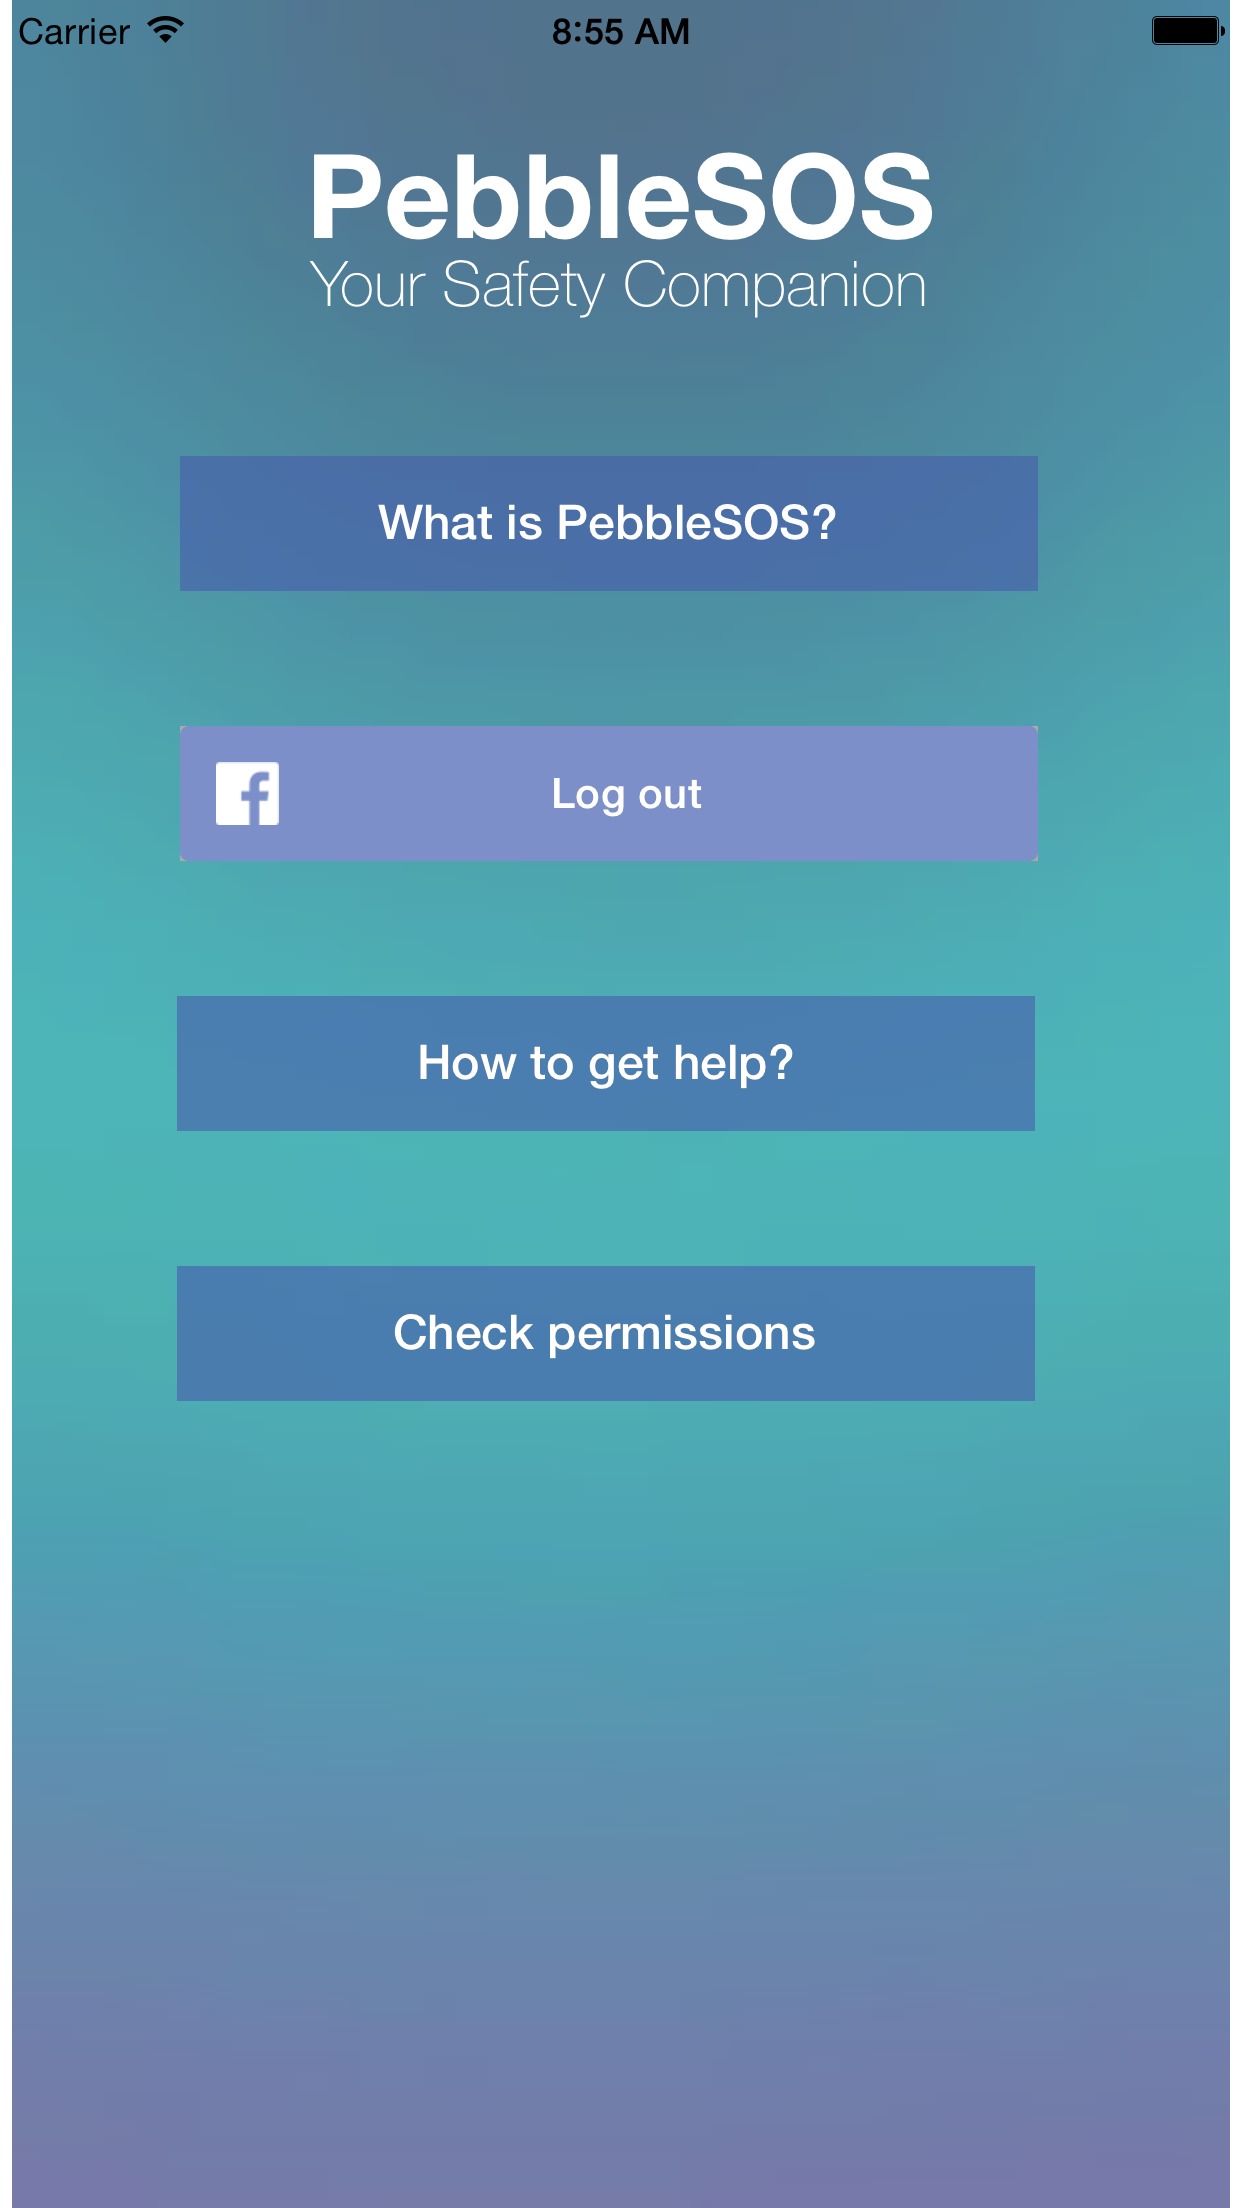 Carrier 8:55 AM
PebbleSOS
Your Safety Companion
What is PebbleSOS?
Log out
How to get help?
Check permissions